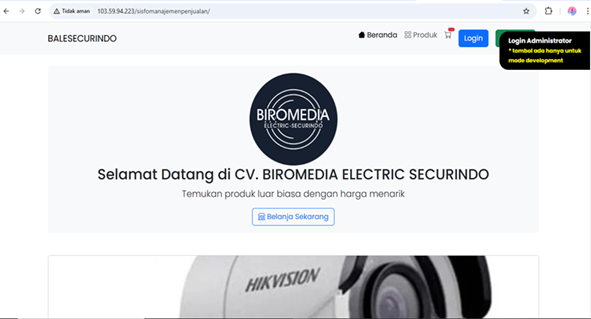 Tidak aman
103.59.94.223/sisfomanajemenpenjualan/
BALESECURINDO
Beranda
Produk
Login
Login Administrator
* tombol ada hanya untuk
mode development
BIROMEDIA
ELECTRIC-SECURINDO
Selamat Datang di CV. BIROMEDIA ELECTRIC SECURINDO
Temukan produk luar biasa dengan harga menarik
Belanja Sekarang
HIKVISION